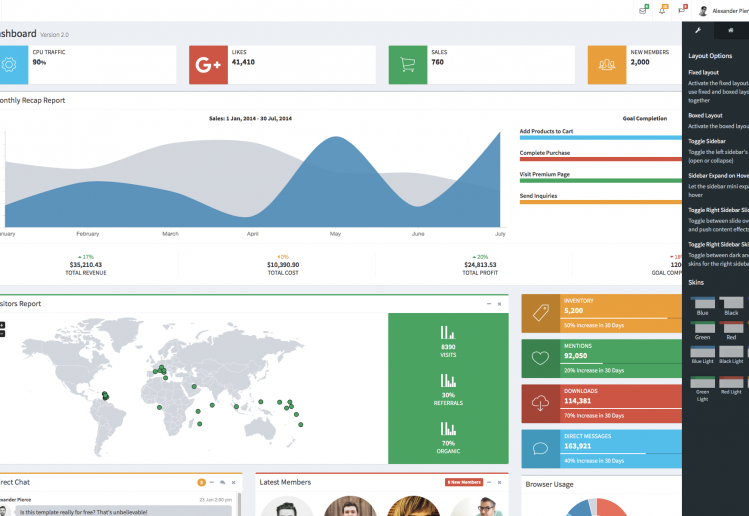 Alexander Pierc
shboard Version 2.0
CPU TRAFFIC
90%
LIKES
41,410
SALES
760
NEW MEMBERS
2,000
onthly Recap Report
Sales: 1 Jan, 2014 - 30 Jul, 2014
nuary
February
March
April
May
June
July
Goal Completion
Add Products to Cart
Complete Purchase
Visit Premium Page
Send Inquiries
17%
$35,210.43
TOTAL REVENUE
0%
$10,390.90
TOTAL COST
20%
$24,813.53
TOTAL PROFIT
18
120
GOAL COMP
Layout Options
Fixed layout
Activate the fixed layout
use fixed and boxed layo
together
Boxed Layout
Activate the boxed layou
Toggle Sidebar
Toggle the left sidebar's
(open or collapse)
Sidebar Expand on Hove
Let the sidebar mini expa
hover
Toggle Right Sidebar Slid
Toggle between slide ov
and push content effects
Toggle Right Sidebar Ski
Toggle between dark an
skins for the right sideba
Skins
Blue
Black
Green
Red
Blue Light
Black Light
Green
Light
Red Light
sitors Report
8390
VISITS
30%
REFERRALS
70%
ORGANIC
INVENTORY
5,200
50% Increase in 30 Days
MENTIONS
92,050
20% Increase in 30 Days
DOWNLOADS
114,381
70% Increase in 30 Days
DIRECT MESSAGES
163,921
40% Increase in 30 Days
rect Chat
3
exander Pierce
23 Jan 2:00 pm
Is this template really for free? That's unbelievable!
Latest Members
8 New Members
Browser Usage